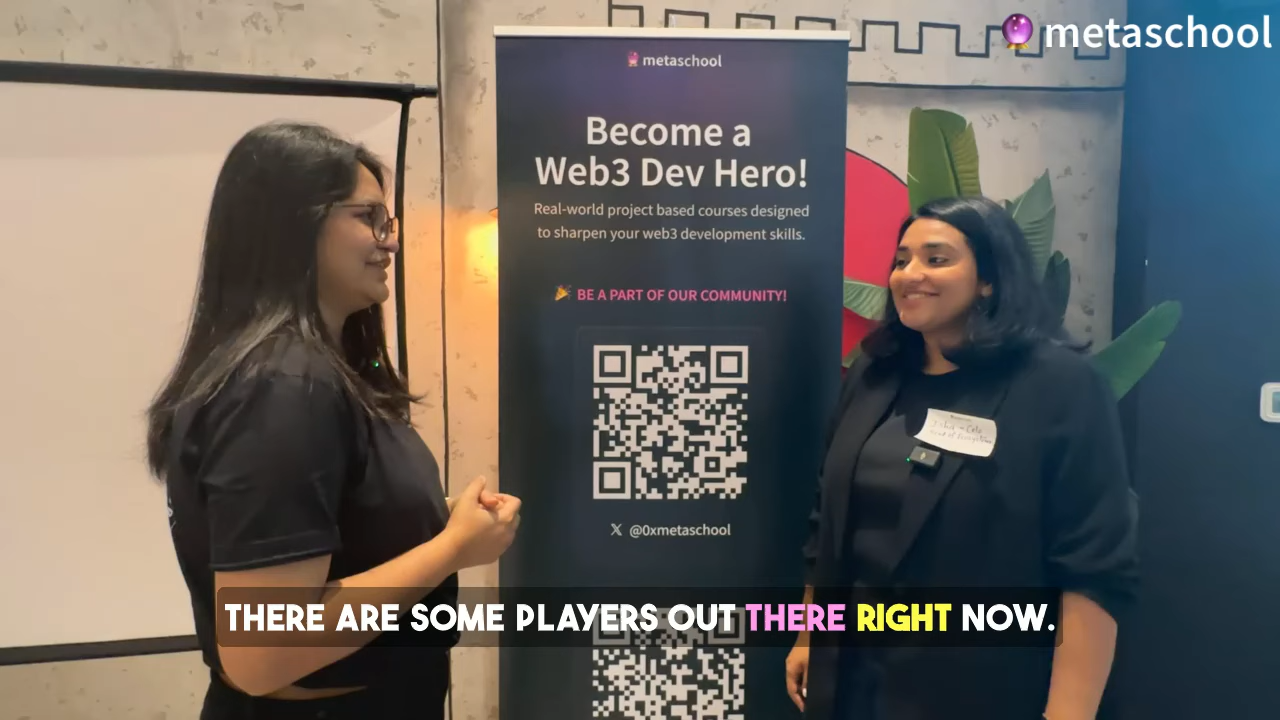 metaschool
metaschool
Become a
Web3 Dev Hero!
Real-world project based courses designed
to sharpen your web3 development skills.
BE A PART OF OUR COMMUNITY!
@0xmetaschool
THERE ARE SOME PLAYERS OUT THERE RIGHT NOW.